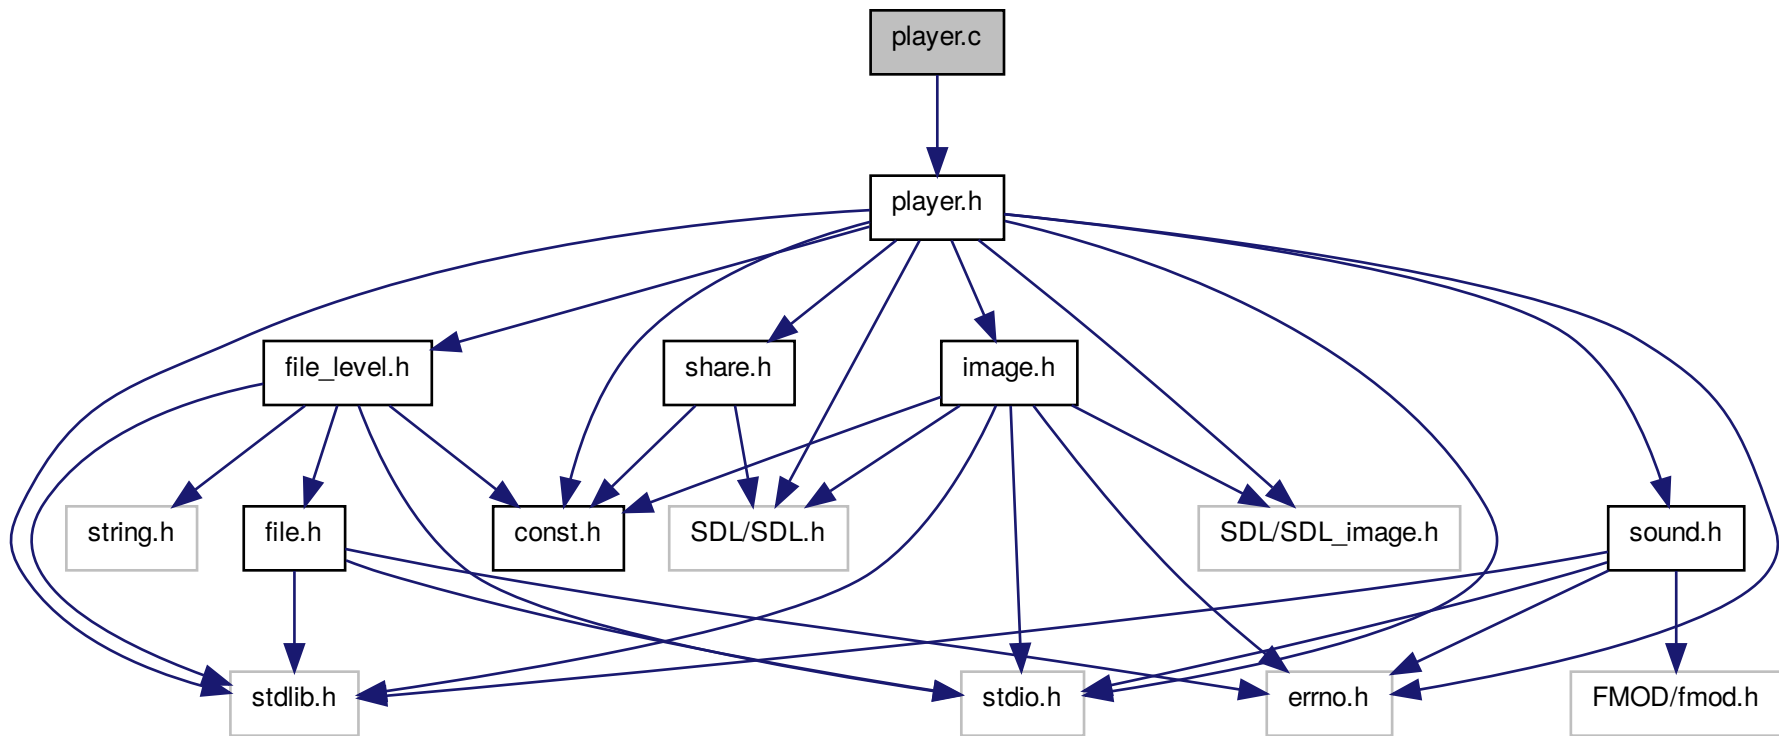 player.c
player.h
file_level.h
share.h
image.h
string.h
file.h
const.h
SDL/SDL.h
SDL/SDL_image.h
sound.h
stdlib.h
stdio.h
errno.h
FMOD/fmod.h